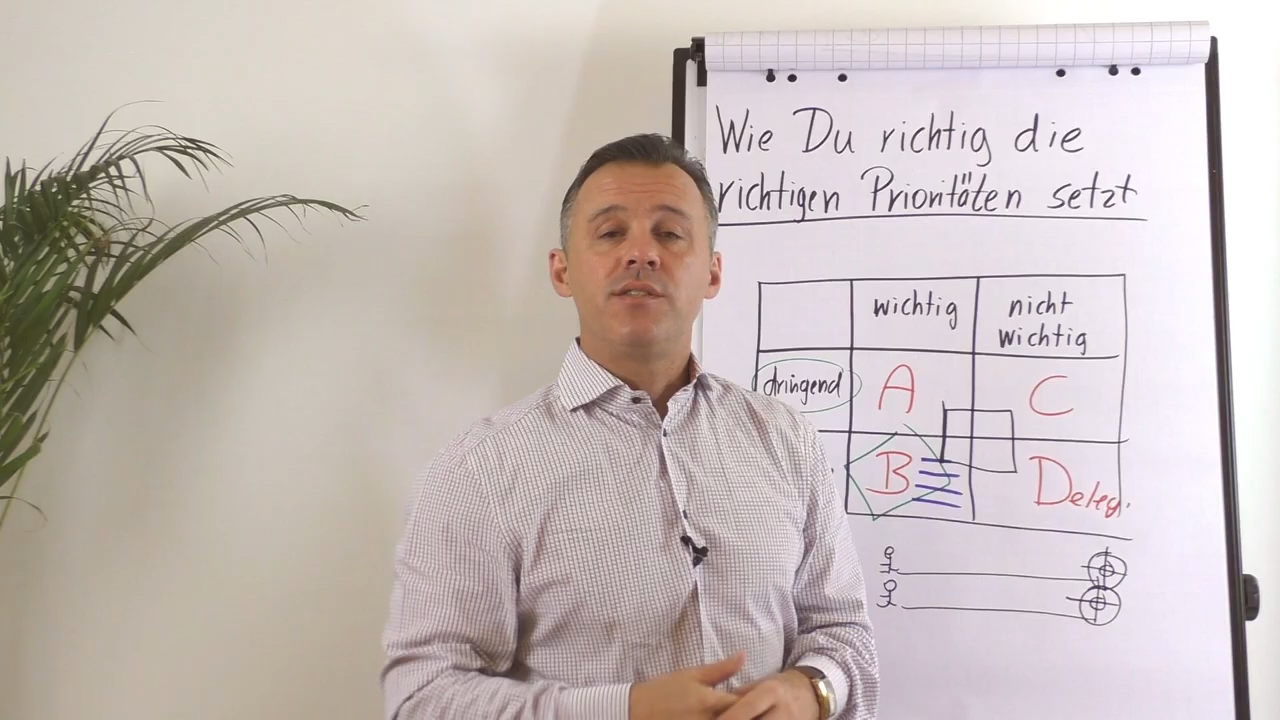 Wie Du richtig die
richtigen Prioritäten setzt
wichtig
nicht
wichtig
dringend
A
C
B
Deleg.